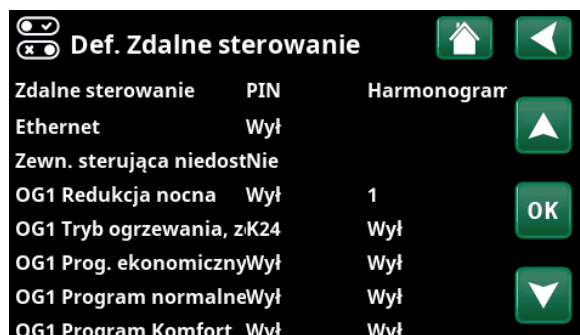 Def. Zdalne sterowanie
Zdalne sterowanie PIN Harmonogram
Ethernet Wył
Zewn. sterująca niedost Nie
OG1 Redukcja nocna Wył 1
OK
OG1 Tryb ogrzewania, z K24 Wył
OG1 Prog. ekonomiczny Wył Wył
OG1 Program normalne Wył Wył
OG1 Program Komfort Wył Wył